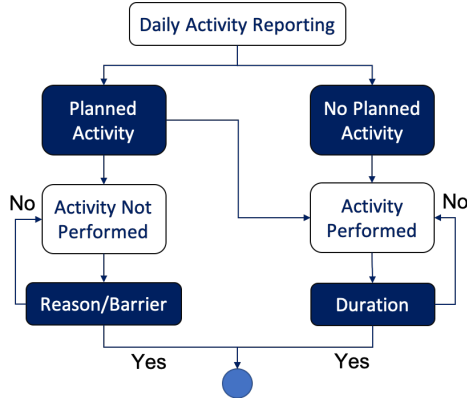 Daily Activity Reporting
Planned
Activity
No Planned
Activity
No
Activity Not
Performed
Activity
Performed
No
Reason/Barrier
Duration
Yes
Yes